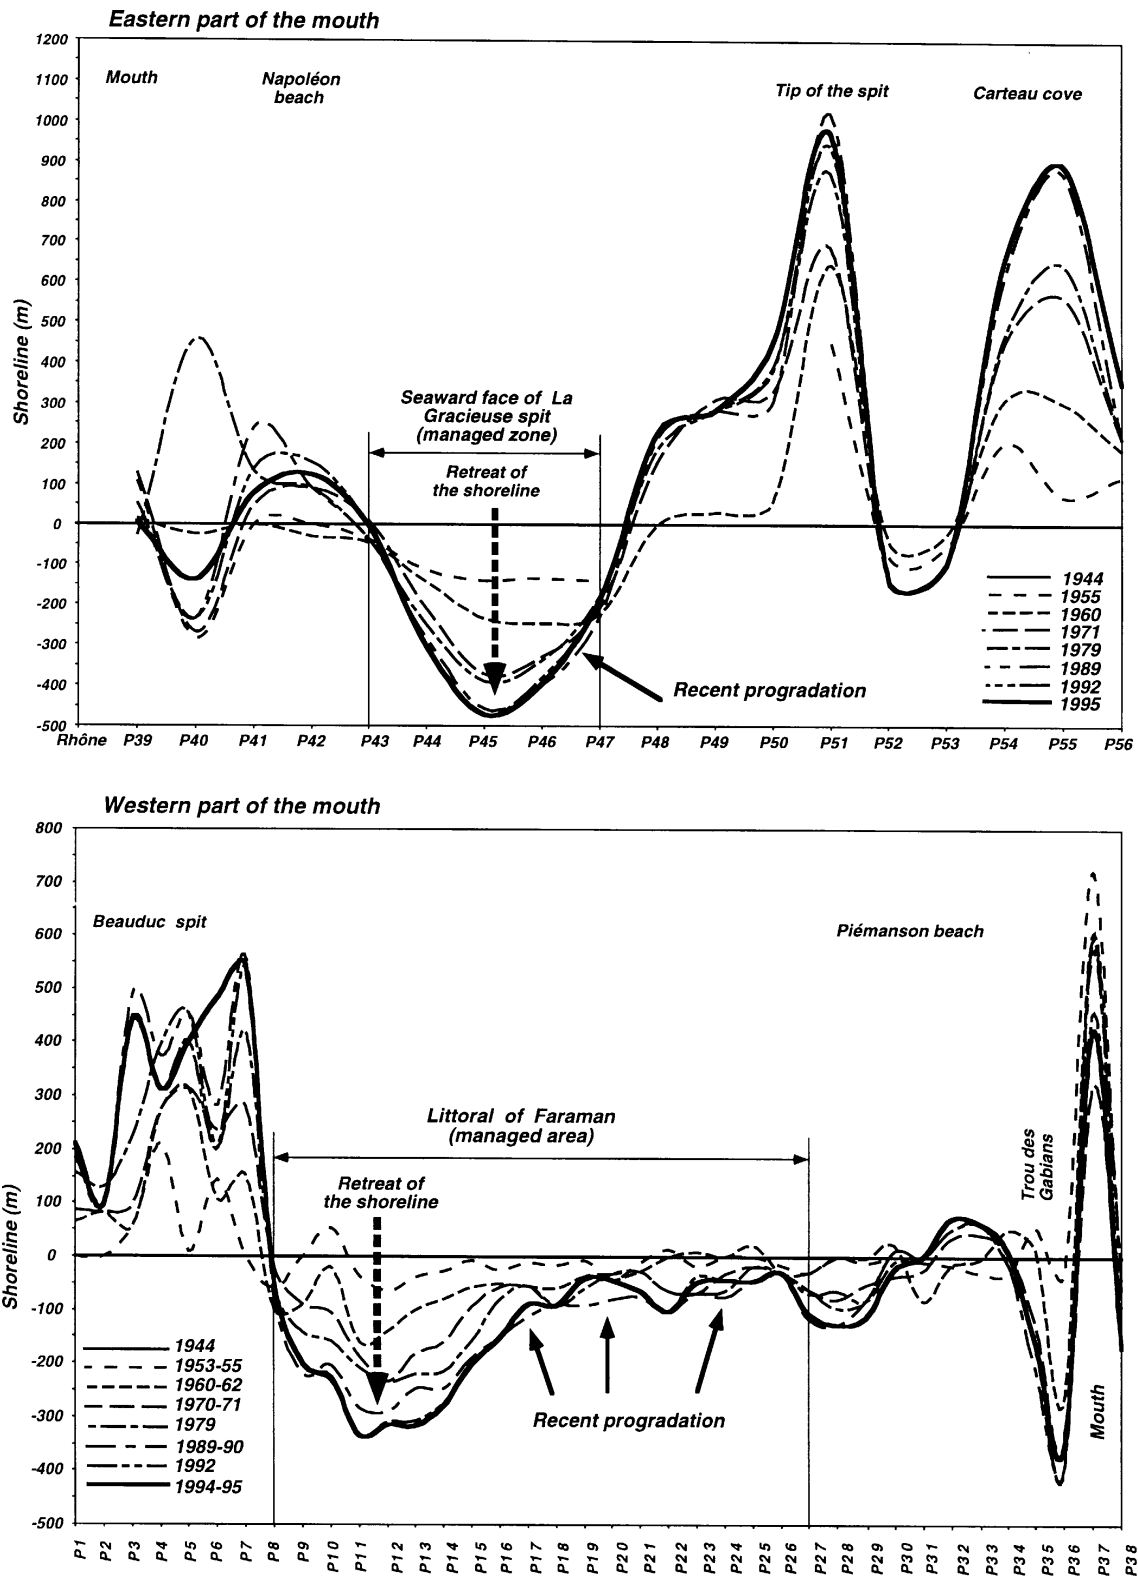 Eastern part of the mouth
1200
1100
1000
900
800
700
600
500
400
300
200
100
0
-100
-200
-300
-400
-500
Shoreline (m)
Mouth
Napoléon
beach
Tip of the spit
Carteau cove
Seaward face of La
Gracieuse spit
(managed zone)
Retreat of
the shoreline
Recent progradation
1944
1955
1960
1971
1979
1989
1992
1995
Rhône P39 P40 P41 P42 P43 P44 P45 P46 P47 P48 P49 P50 P51 P52 P53 P54 P55 P56
Western part of the mouth
800
700
600
500
400
300
200
100
0
-100
-200
-300
-400
-500
Shoreline (m)
Beauduc spit
Piémanson beach
Littoral of Faraman
(managed area)
Retreat of
the shoreline
Trou des
Gabians
Recent progradation
Mouth
1944
1953-55
1960-62
1970-71
1979
1989-90
1992
1994-95
P1 P2 P3 P4 P5 P6 P7 P8 P10 P11 P12 P13 P14 P15 P16 P17 P18 P19 P20 P21 P22 P23 P24 P25 P26 P27 P28 P29 P30 P31 P32 P33 P34 P35 P36 P37 P38